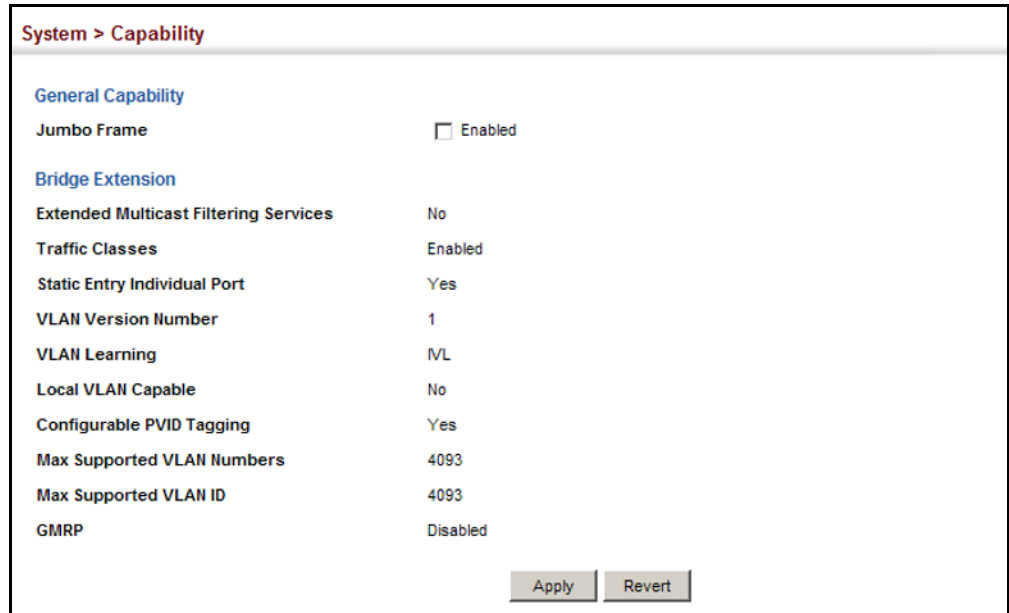 System > Capability
General Capability
Jumbo Frame Enabled
Bridge Extension
Extended Multicast Filtering Services No
Traffic Classes Enabled
Static Entry Individual Port Yes
VLAN Version Number 1
VLAN Learning IVL
Local VLAN Capable No
Configurable PVID Tagging Yes
Max Supported VLAN Numbers 4093
Max Supported VLAN ID 4093
GMRP Disabled
Apply Revert